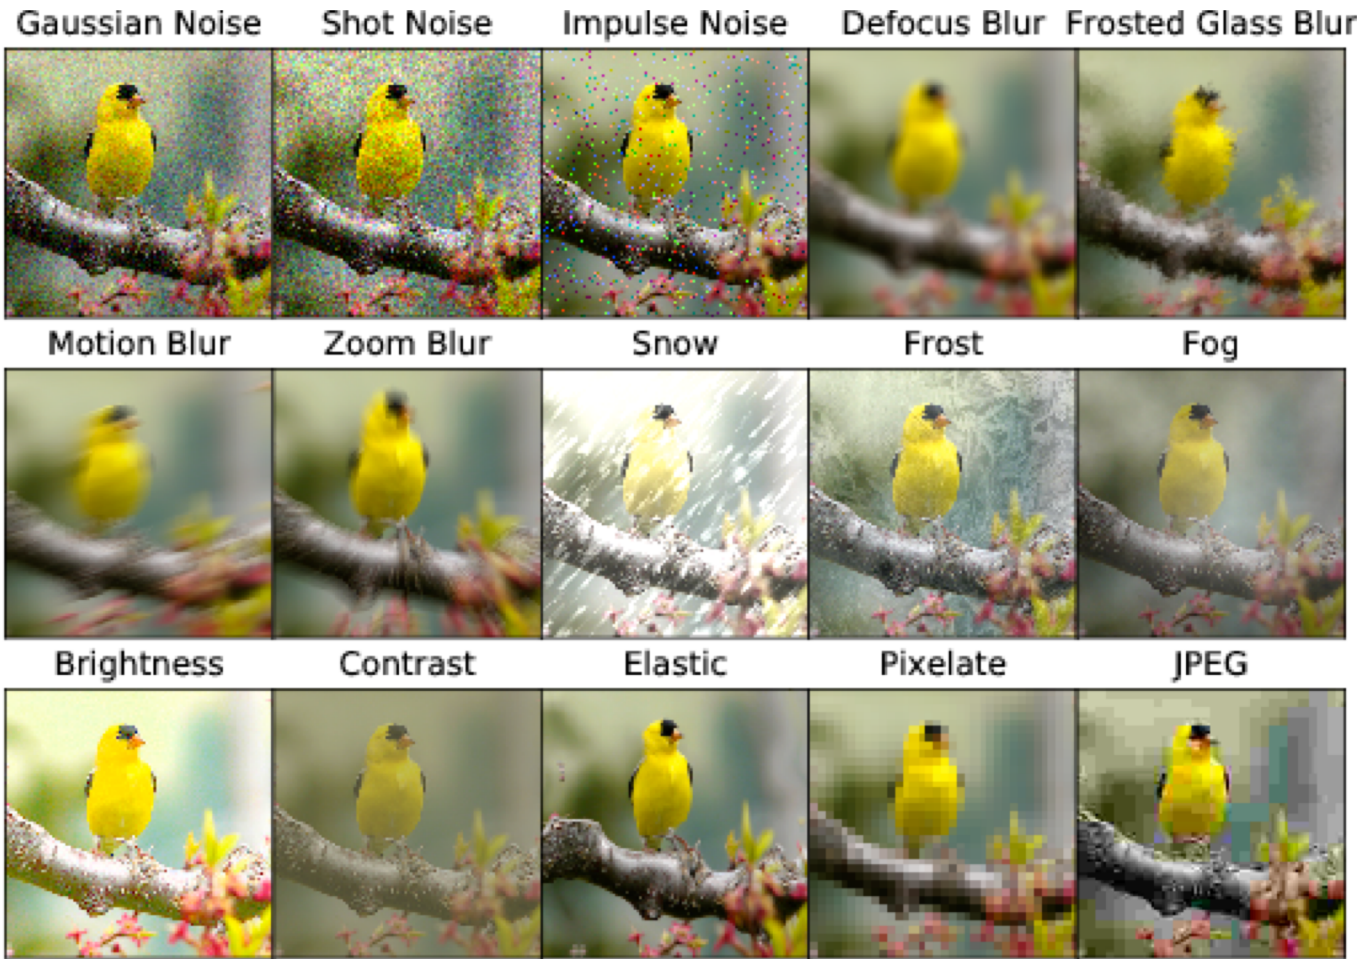 Gaussian Noise Shot Noise Impulse Noise Defocus Blur Frosted Glass Blur
Motion Blur Zoom Blur Snow Frost Fog
Brightness Contrast Elastic Pixelate JPEG